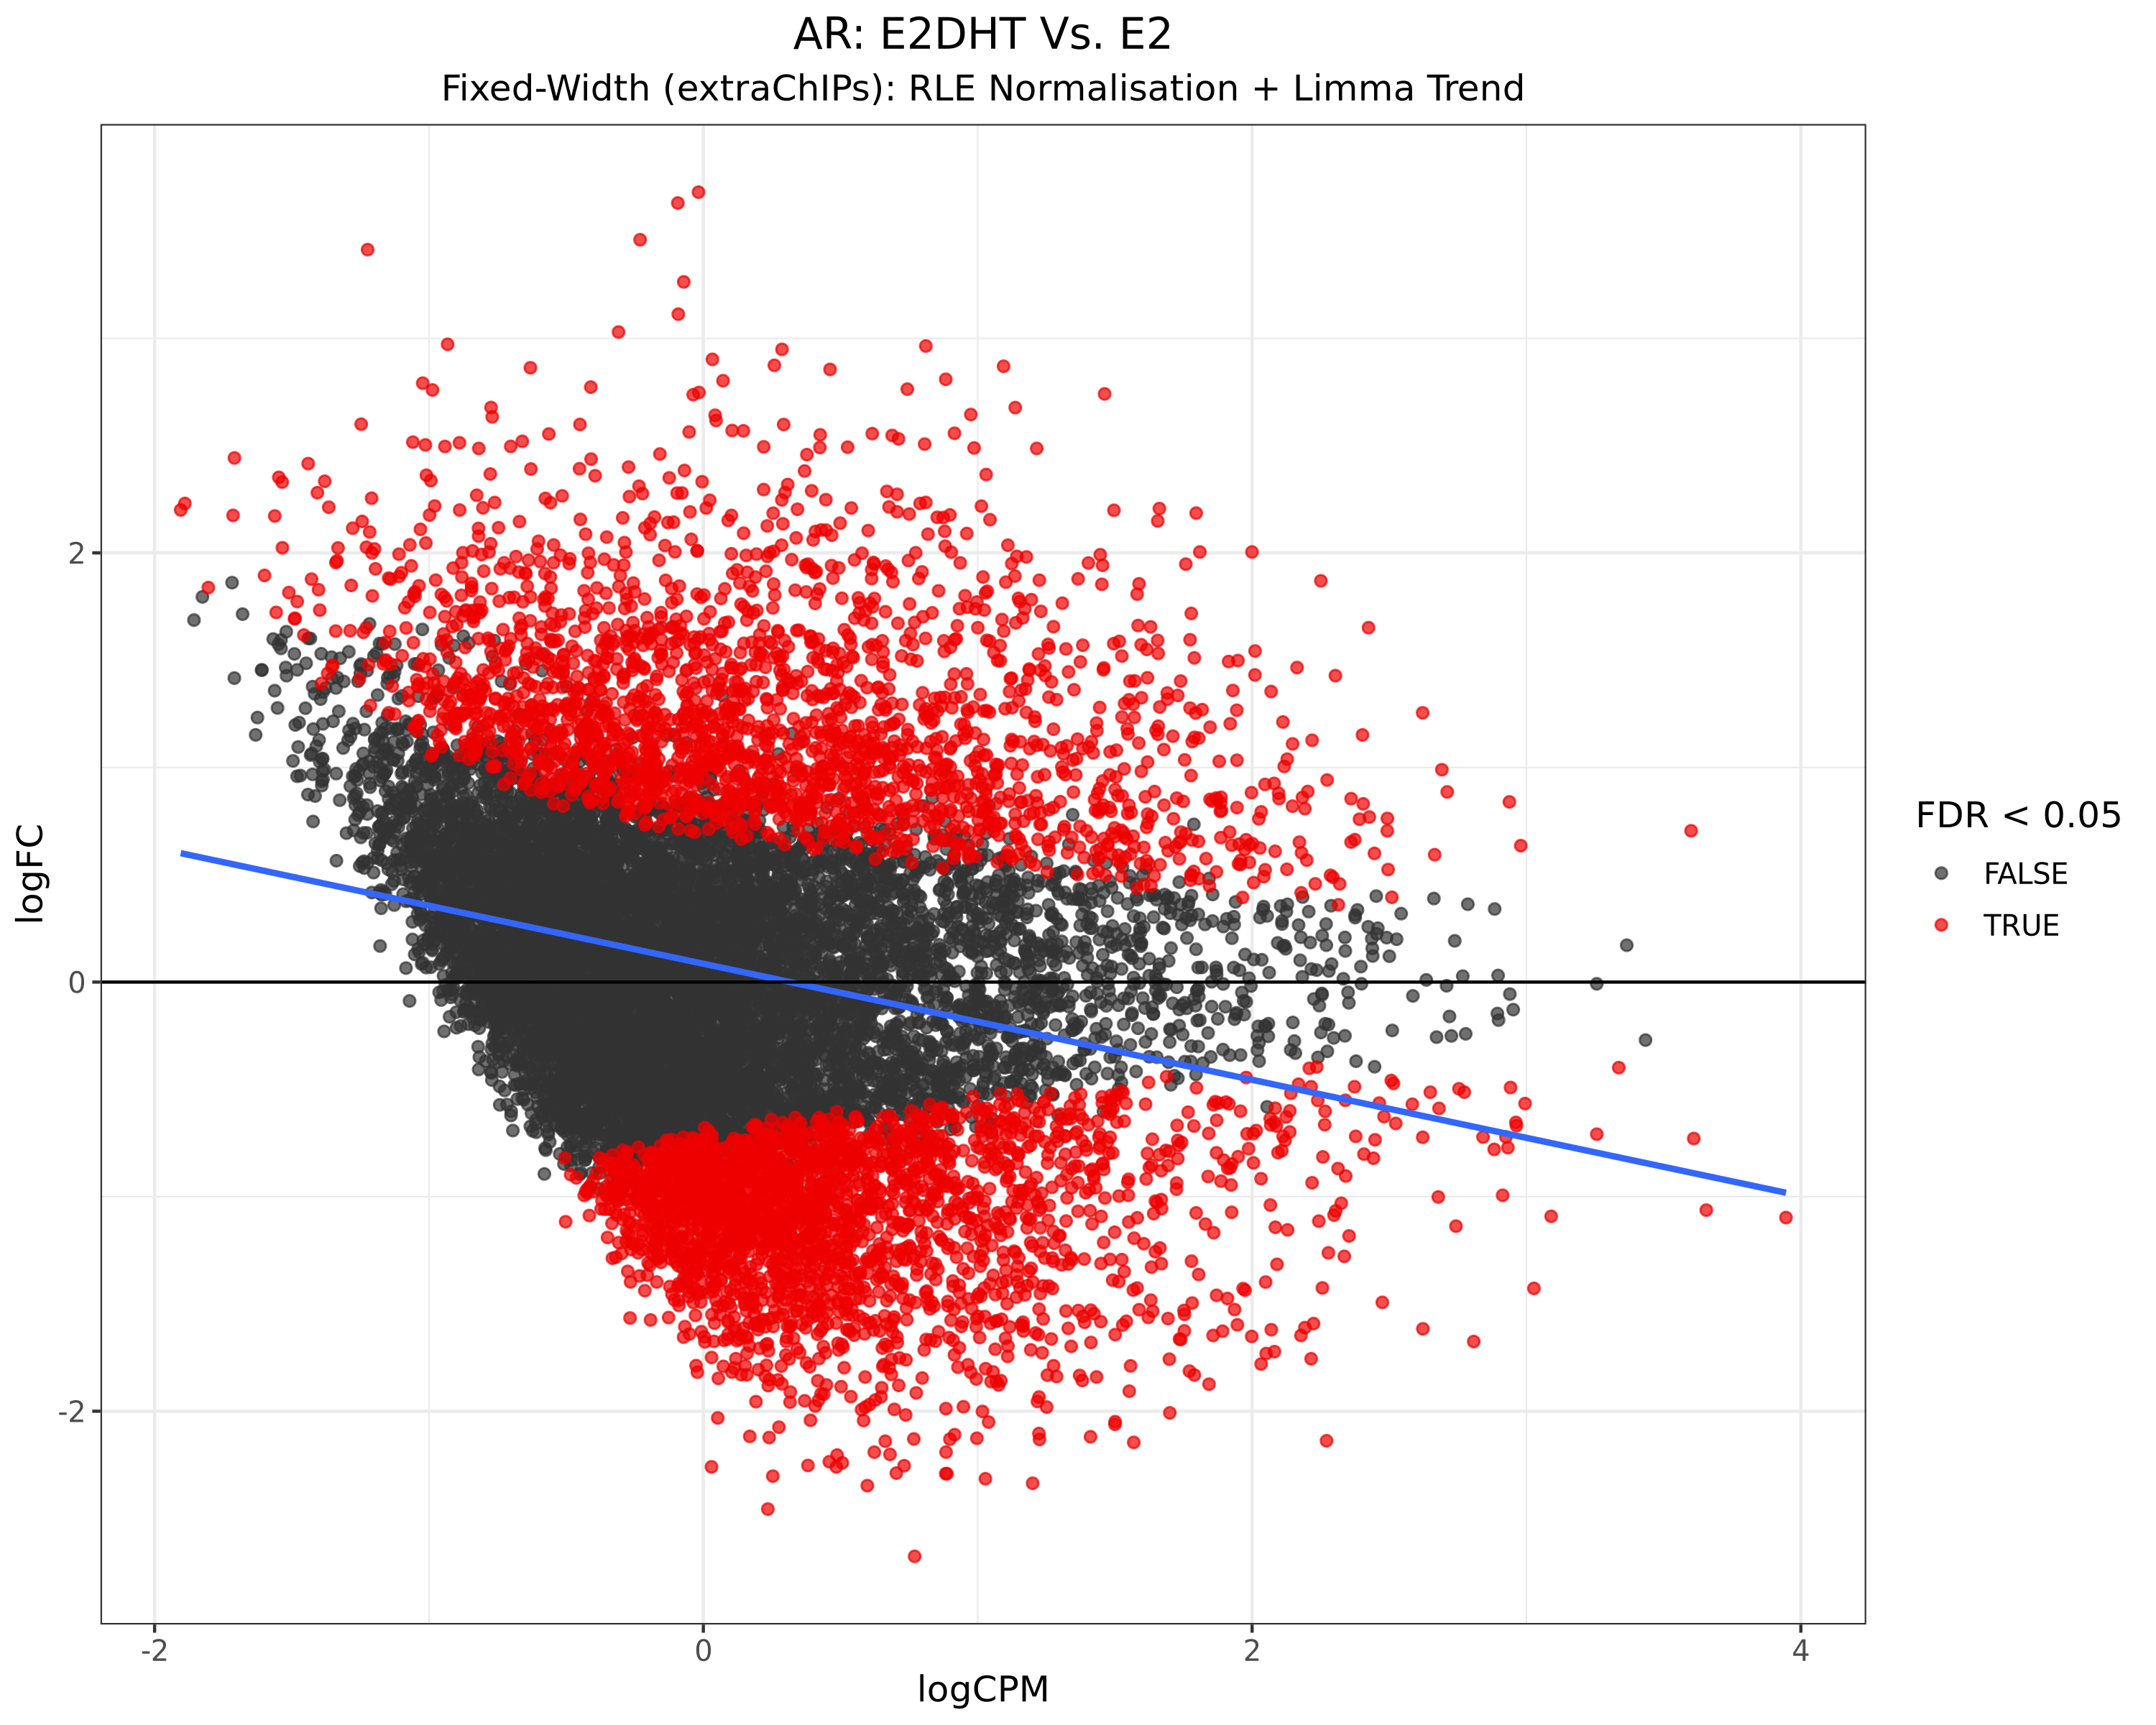 AR: E2DHT Vs. E2
Fixed-Width (extraChIPs): RLE Normalisation + Limma Trend
logFC
2
0
-2
-2
0
2
4
logCPM
FDR < 0.05
FALSE
TRUE